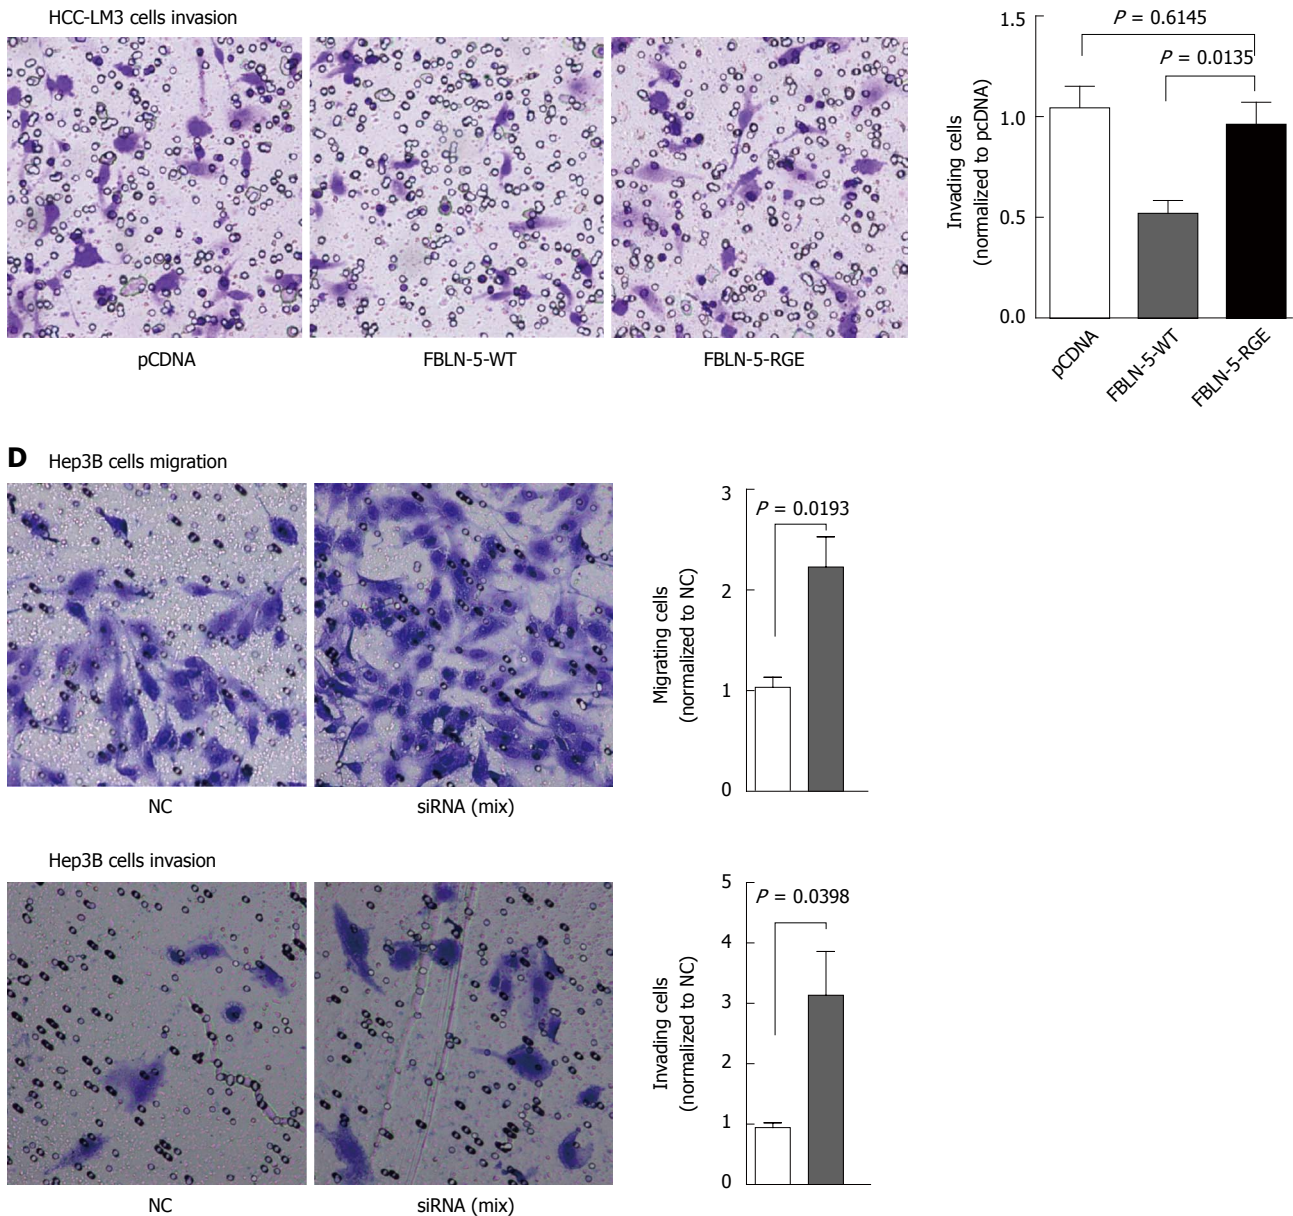 HCC-LM3 cells invasion
pCDNA
FBLN-5-WT
FBLN-5-RGE
Invading cells
(normalized to pcDNA)
1.5
1.0
0.5
0.0
P = 0.6145
P = 0.0135
pCDNA
FBLN-5-WT
FBLN-5-RGE
D
Hep3B cells migration
NC
siRNA (mix)
Migrating cells
(normalized to NC)
3
2
1
0
P = 0.0193
Hep3B cells invasion
NC
siRNA (mix)
Invading cells
(normalized to NC)
5
4
3
2
1
0
P = 0.0398